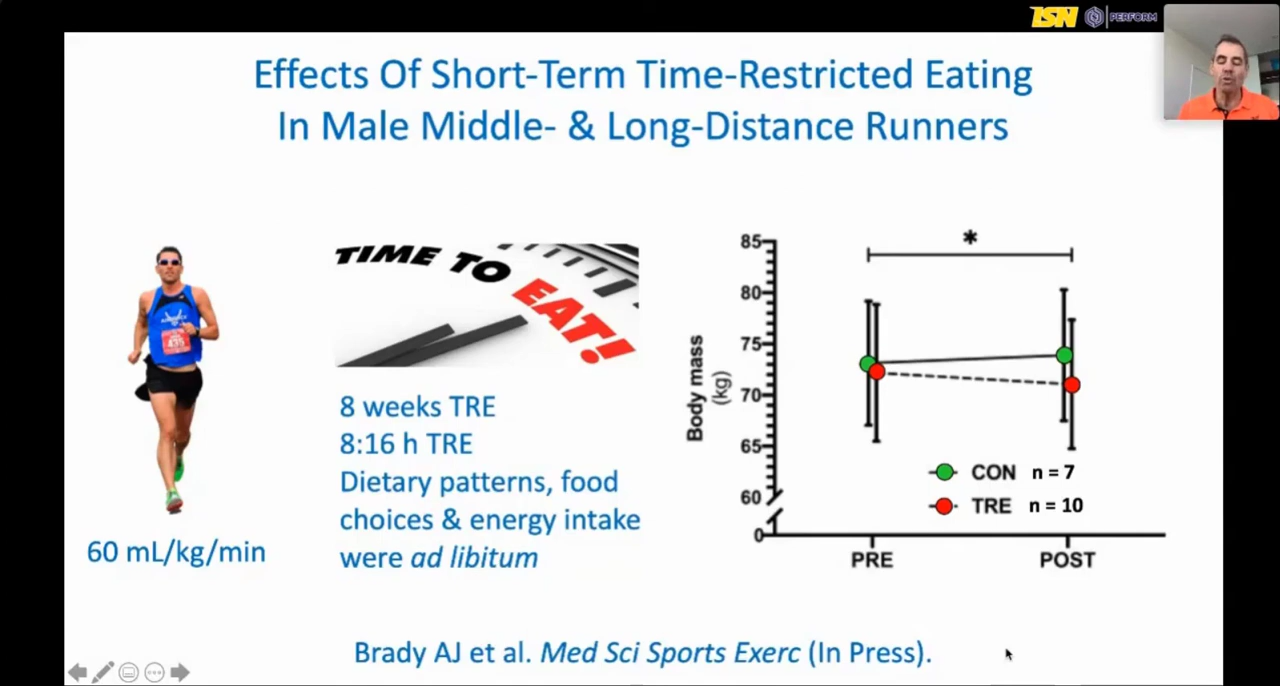 ISN PERFORM
Effects Of Short-Term Time-Restricted Eating
In Male Middle- & Long-Distance Runners
TIME TO EAT!
435
60 mL/kg/min
8 weeks TRE
8:16 h TRE
Dietary patterns, food
choices & energy intake
were ad libitum
*
Body mass
(kg)
85
80
75
70
65
60
0
CON n = 7
TRE n = 10
PRE POST
Brady AJ et al. Med Sci Sports Exerc (In Press).